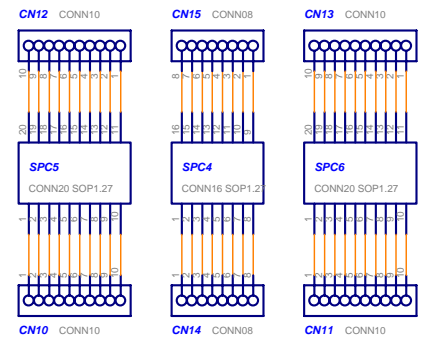 CN12 CONN10 CN15 CONN08 CN13 CONN10
10 9 8 7 6 5 4 3 2 1 8 7 6 5 4 3 2 1 10 9 8 7 6 5 4 3 2 1
20 19 18 17 16 15 14 13 12 11 16 15 14 13 12 11 10 9 20 19 18 17 16 15 14 13 12 11
SPC5 SPC4 SPC6
CONN20 SOP1.27 CONN16 SOP1.27 CONN20 SOP1.27
1 2 3 4 5 6 7 8 9 10 1 2 3 4 5 6 7 8 1 2 3 4 5 6 7 8 9 10
1 2 3 4 5 6 7 8 9 10 1 2 3 4 5 6 7 8 1 2 3 4 5 6 7 8 9 10
CN10 CONN10 CN14 CONN08 CN11 CONN10